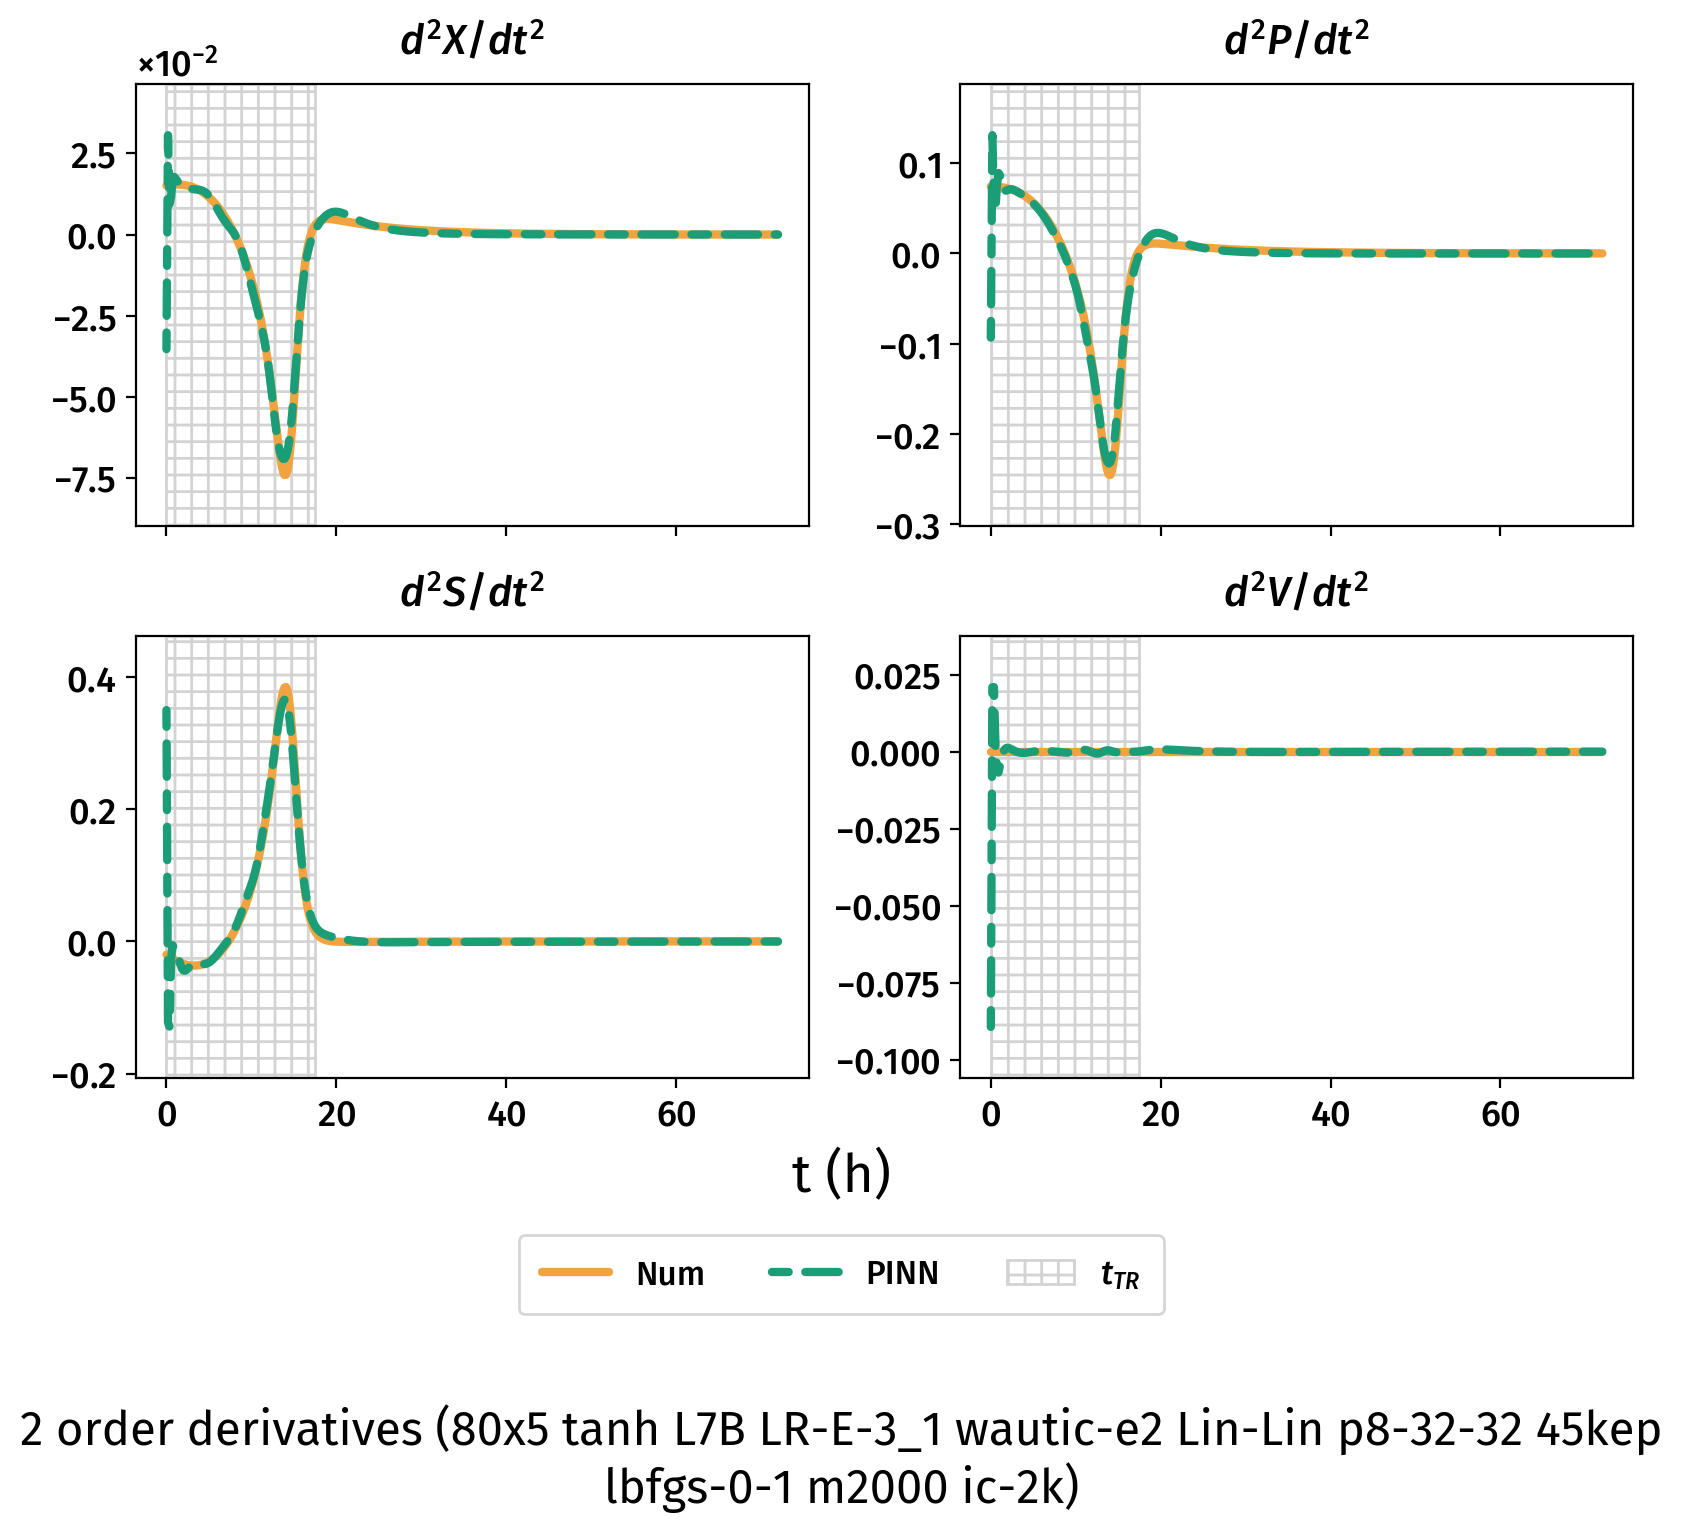 d²X/dt²
d²P/dt²
×10⁻²
2.5
0.0
−2.5
−5.0
−7.5
0.1
0.0
−0.1
−0.2
−0.3
d²S/dt²
d²V/dt²
0.4
0.2
0.0
−0.2
0.025
0.000
−0.025
−0.050
−0.075
−0.100
0 20 40 60
0 20 40 60
t (h)
Num PINN t_TR
2 order derivatives (80x5 tanh L7B LR-E-3_1 wautic-e2 Lin-Lin p8-32-32 45kep
lbfgs-0-1 m2000 ic-2k)